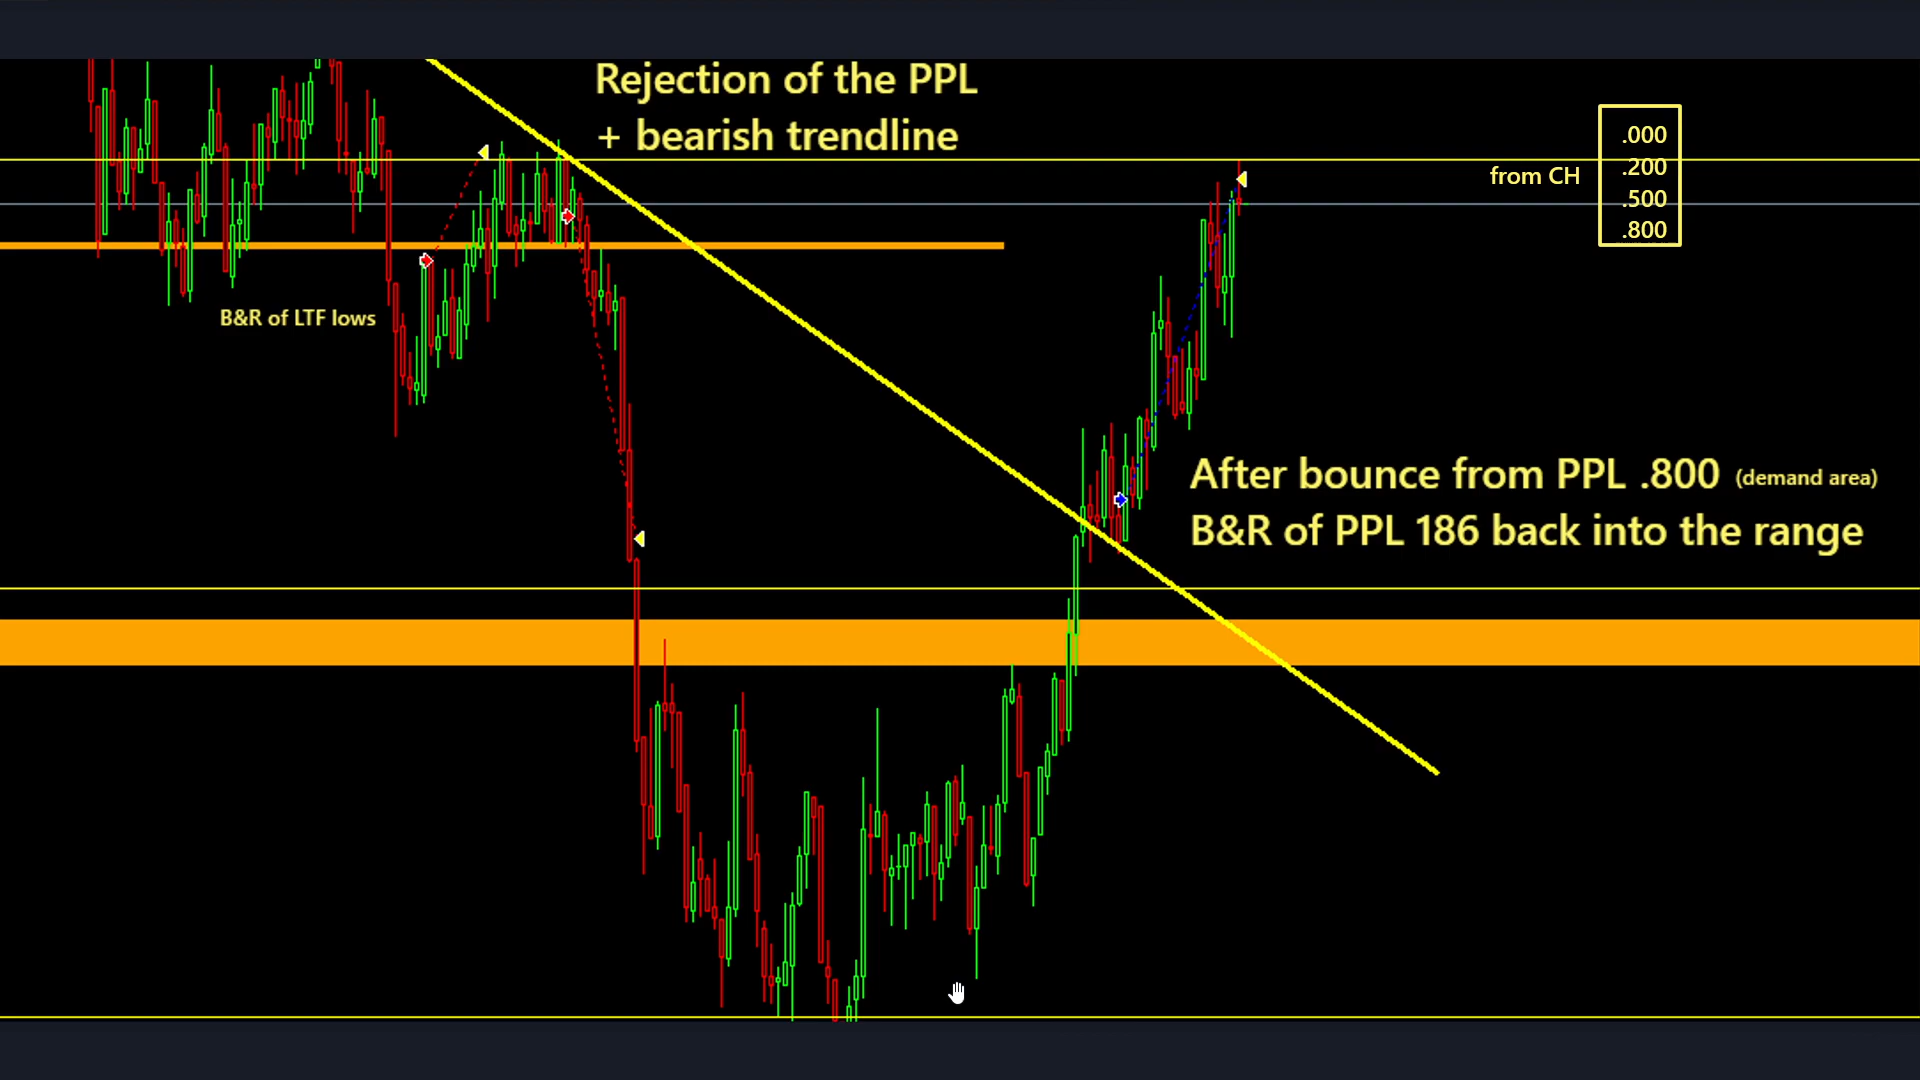 Rejection of the PPL
+ bearish trendline
.000
.200
from CH
.500
.800
B&R of LTF lows
After bounce from PPL .800 (demand area)
B&R of PPL 186 back into the range